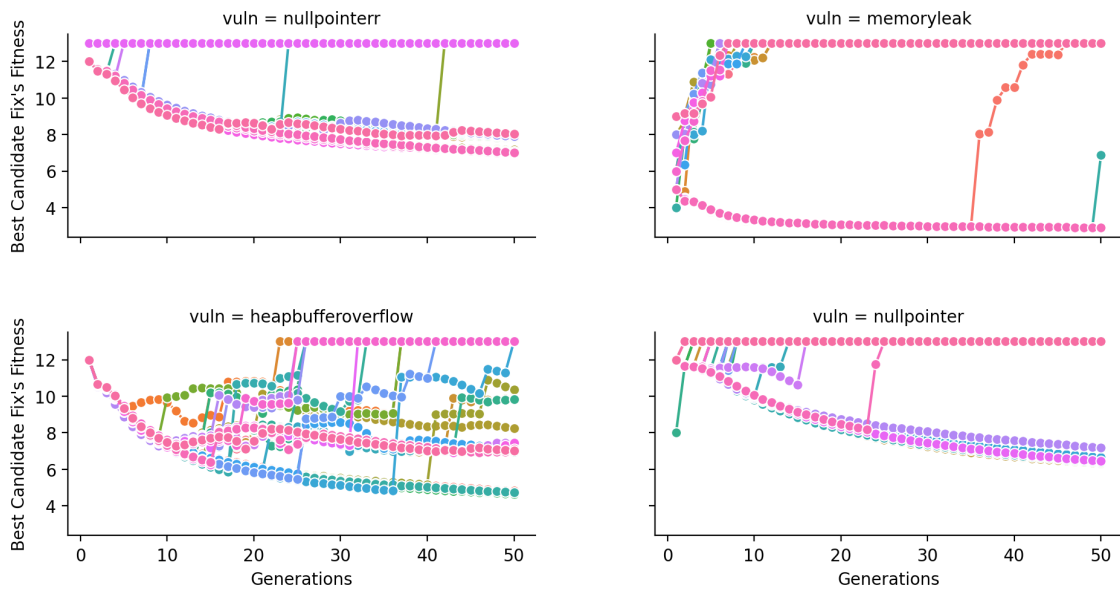 vuln = nullpointerr
vuln = memoryleak
Best Candidate Fix's Fitness
12
10
8
6
4
vuln = heapbufferoverflow
vuln = nullpointer
Best Candidate Fix's Fitness
12
10
8
6
4
0 10 20 30 40 50
0 10 20 30 40 50
Generations
Generations